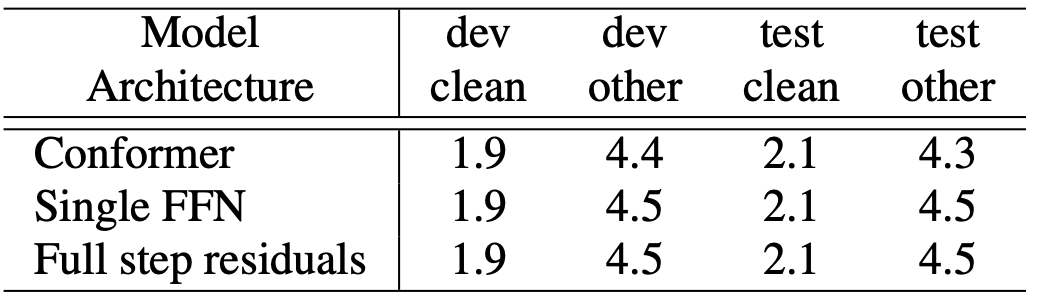 Model dev dev test test
Architecture clean other clean other
Conformer 1.9 4.4 2.1 4.3
Single FFN 1.9 4.5 2.1 4.5
Full step residuals 1.9 4.5 2.1 4.5